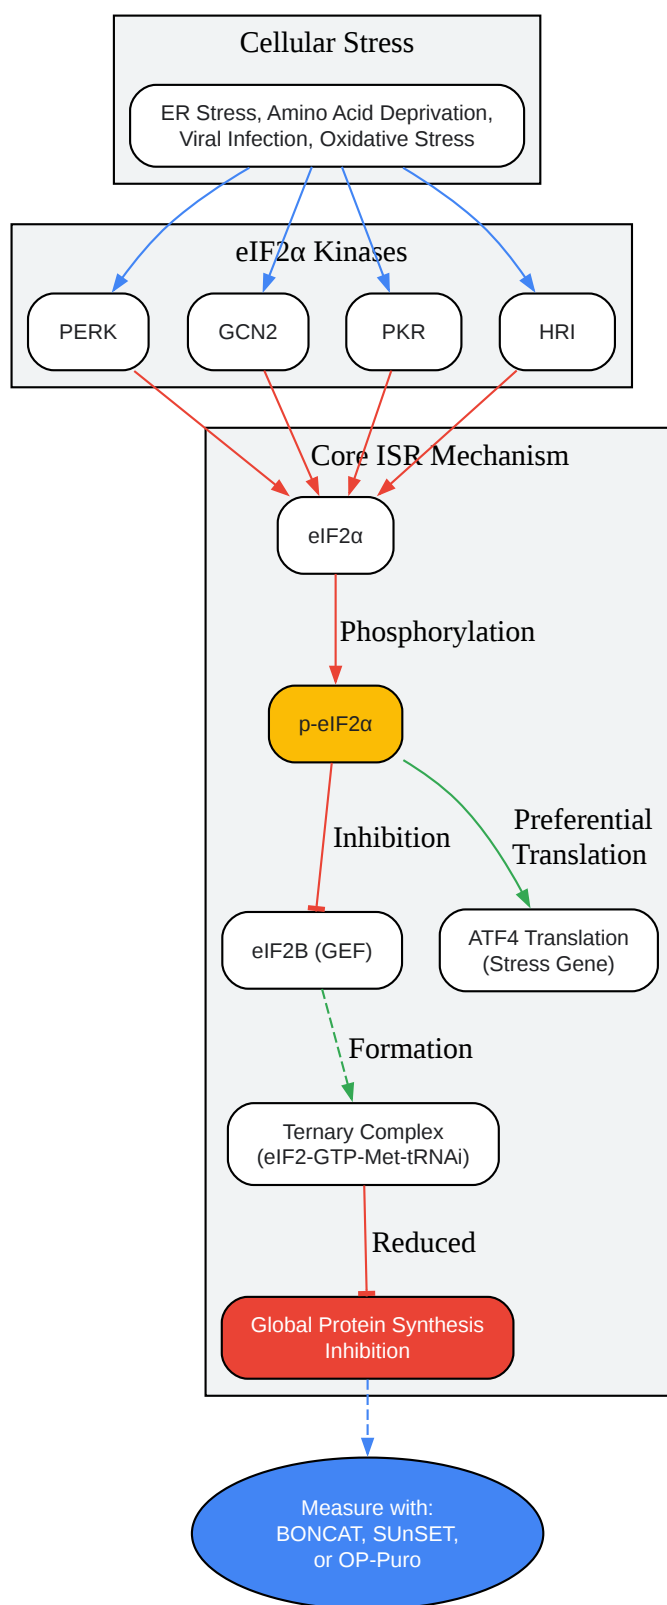 Cellular Stress
ER Stress, Amino Acid Deprivation,
Viral Infection, Oxidative Stress
eIF2α Kinases
PERK
GCN2
PKR
HRI
Core ISR Mechanism
eIF2α
Phosphorylation
p-eIF2α
Inhibition
Preferential
Translation
eIF2B (GEF)
ATF4 Translation
(Stress Gene)
Formation
Ternary Complex
(eIF2-GTP-Met-tRNAi)
Reduced
Global Protein Synthesis
Inhibition
Measure with:
BONCAT, SUnSET,
or OP-Puro